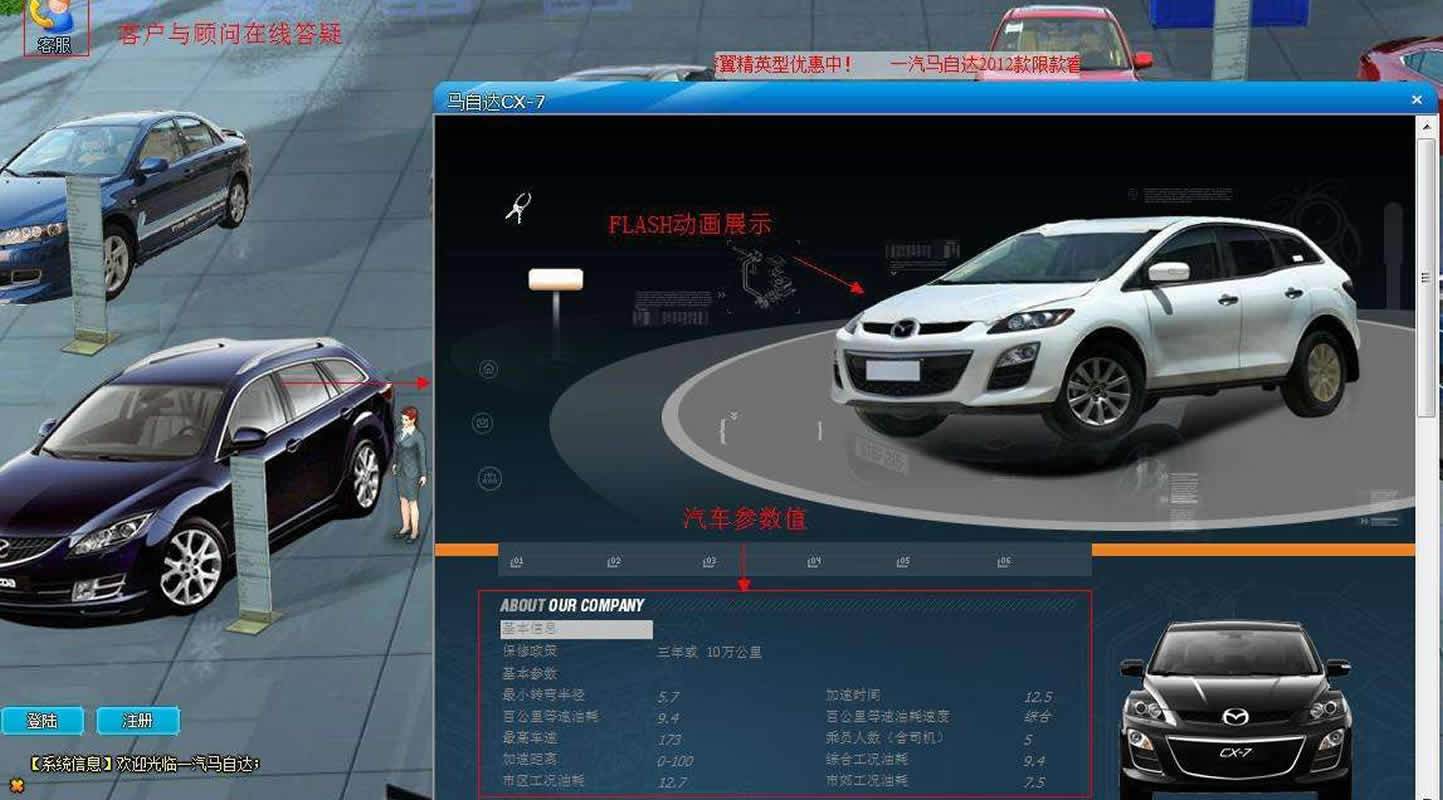 客服
客户与顾问在线答疑
翼精英型优惠中! 一汽马自达2012款限款睿
马自达CX-7
FLASH动画展示
汽车参数值
01 02 03 04 05 06
ABOUT OUR COMPANY
基本信息
保修政策 三年或 10万公里
基本参数
最小转弯半径 5.7 加速时间 12.5
百公里等速油耗 9.4 百公里等速油耗速度 综合
最高车速 173 乘员人数（含司机） 5
加速距离 0-100 综合工况油耗 9.4
市区工况油耗 12.7 市郊工况油耗 7.5
CX-7
登陆 注册
【系统信息】欢迎光临一汽马自达;